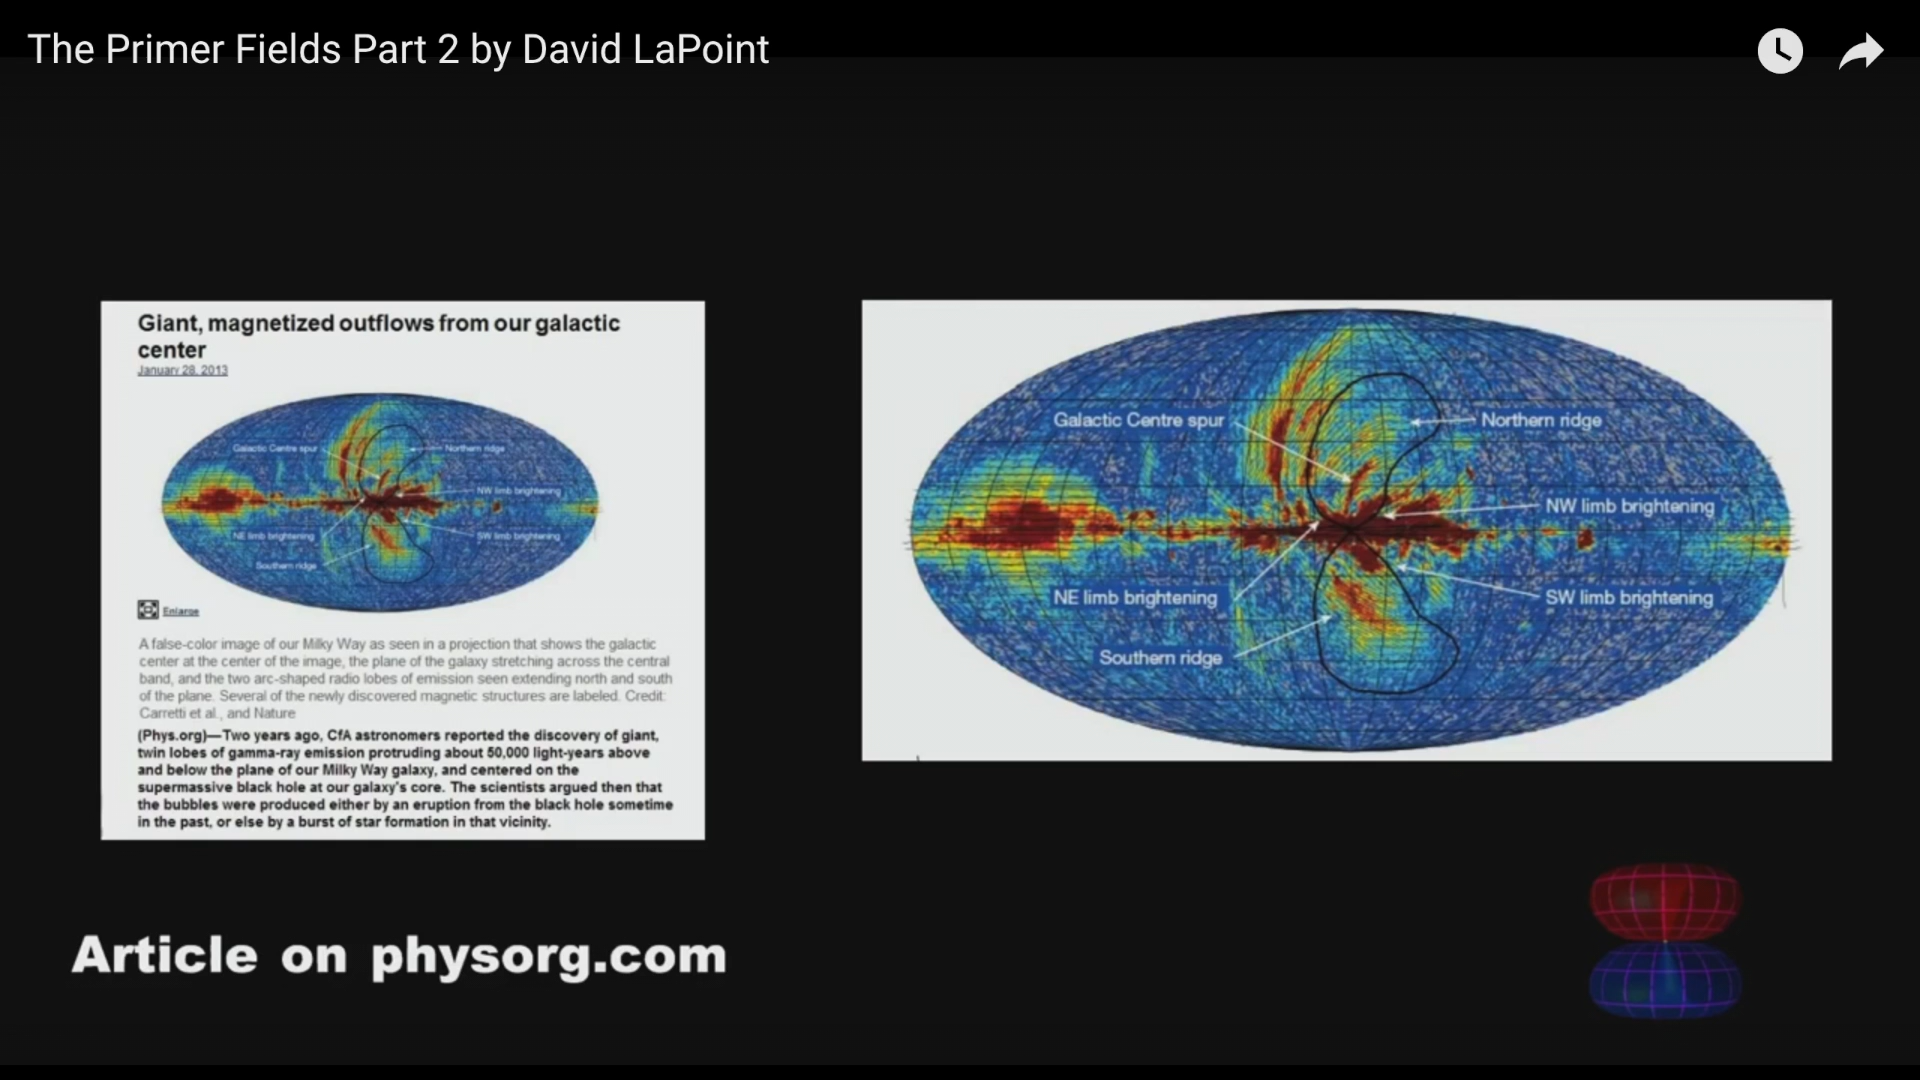 The Primer Fields Part 2 by David LaPoint
Giant, magnetized outflows from our galactic
center
January 28, 2013
Galactic Centre spur
Northern ridge
NW limb brightening
NE limb brightening
SW limb brightening
Southern ridge
Enlarge
A false-color image of our Milky Way as seen in a projection that shows the galactic
center at the center of the image, the plane of the galaxy stretching across the central
band, and the two arc-shaped radio lobes of emission seen extending north and south
of the plane. Several of the newly discovered magnetic structures are labeled. Credit:
Carretti et al., and Nature
(Phys.org)—Two years ago, CfA astronomers reported the discovery of giant,
twin lobes of gamma-ray emission protruding about 50,000 light-years above
and below the plane of our Milky Way galaxy, and centered on the
supermassive black hole at our galaxy's core. The scientists argued then that
the bubbles were produced either by an eruption from the black hole sometime
in the past, or else by a burst of star formation in that vicinity.
Galactic Centre spur
Northern ridge
NW limb brightening
NE limb brightening
SW limb brightening
Southern ridge
Article on physorg.com